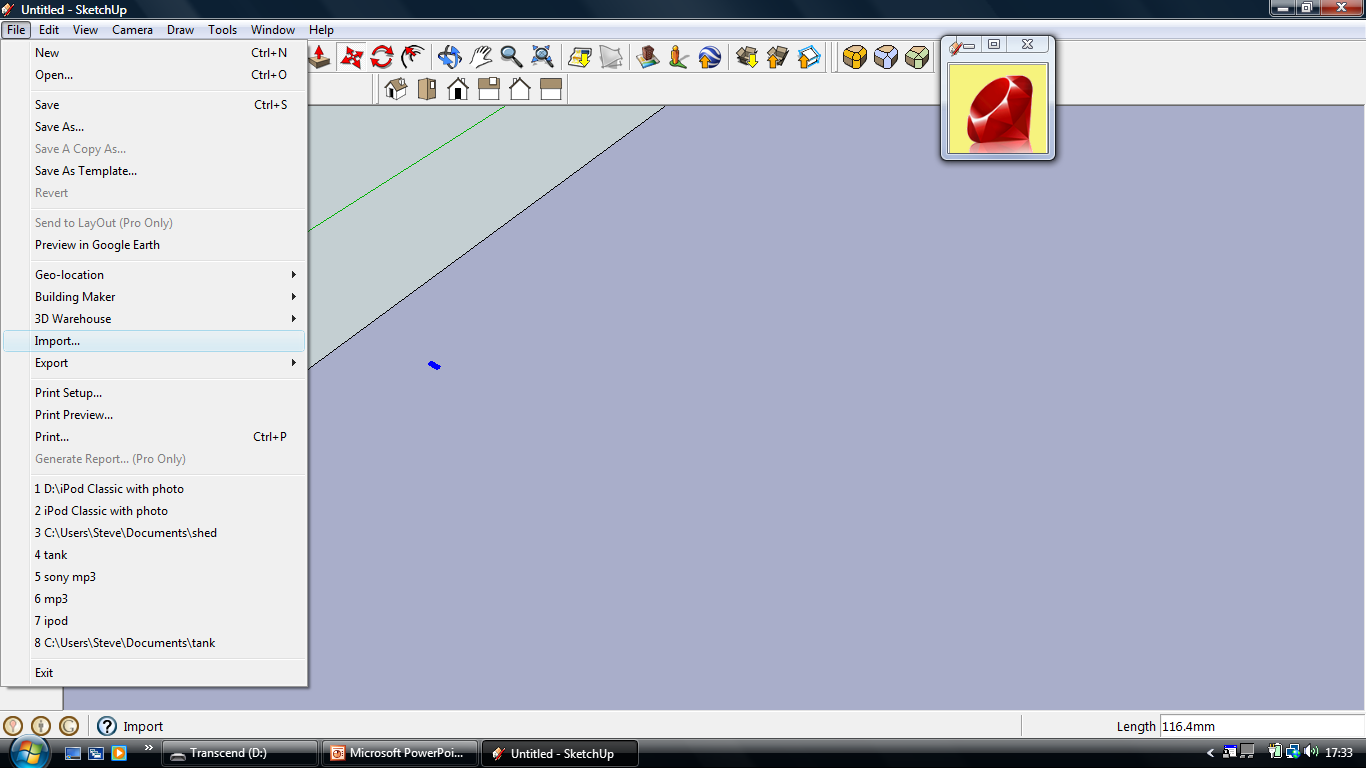 Untitled - SketchUp
File Edit View Camera Draw Tools Window Help
New Ctrl+N
Open... Ctrl+O
Save Ctrl+S
Save As...
Save A Copy As...
Save As Template...
Revert
Send to LayOut (Pro Only)
Preview in Google Earth
Geo-location
Building Maker
3D Warehouse
Import...
Export
Print Setup...
Print Preview...
Print... Ctrl+P
Generate Report... (Pro Only)
1 D:\iPod Classic with photo
2 iPod Classic with photo
3 C:\Users\Steve\Documents\shed
4 tank
5 sony mp3
6 mp3
7 ipod
8 C:\Users\Steve\Documents\tank
Exit
Import Length 116.4mm
Transcend (D:) Microsoft PowerPoi... Untitled - SketchUp 17:33